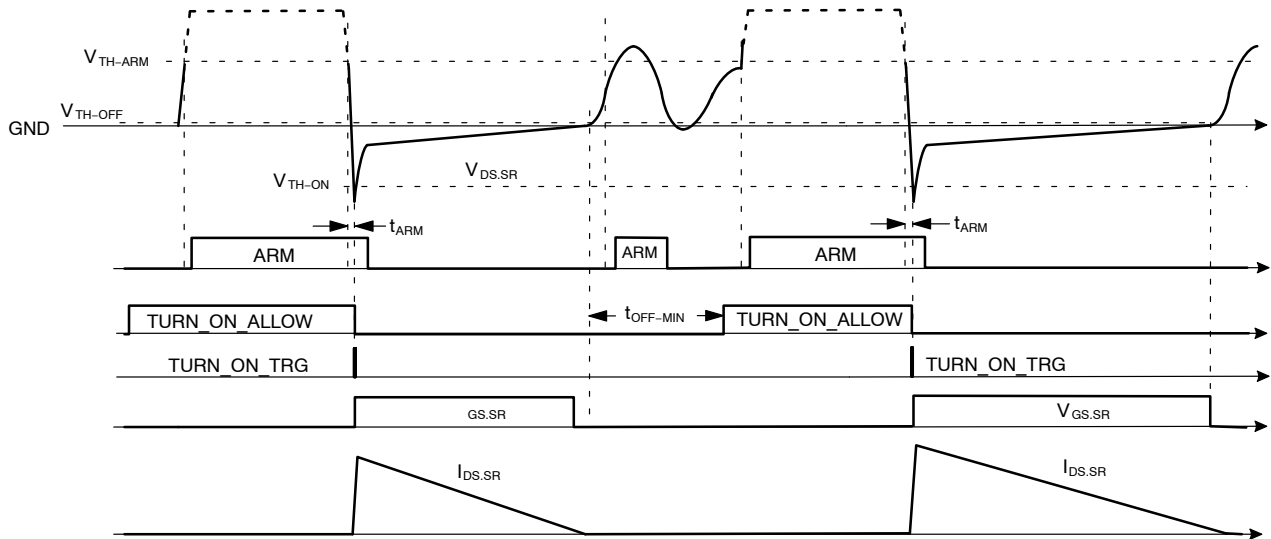 VTH-ARM
VTH-OFF
GND
VTH-ON
VDS.SR
tARM
tARM
ARM
ARM
ARM
TURN_ON_ALLOW
tOFF-MIN
TURN_ON_ALLOW
TURN_ON_TRG
TURN_ON_TRG
GS.SR
VGS.SR
IDS.SR
IDS.SR